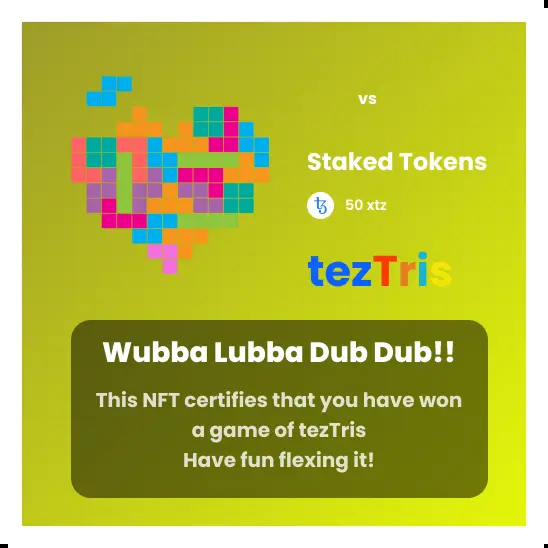 vs
Staked Tokens
50 xtz
tezTris
Wubba Lubba Dub Dub!!
This NFT certifies that you have won
a game of tezTris
Have fun flexing it!